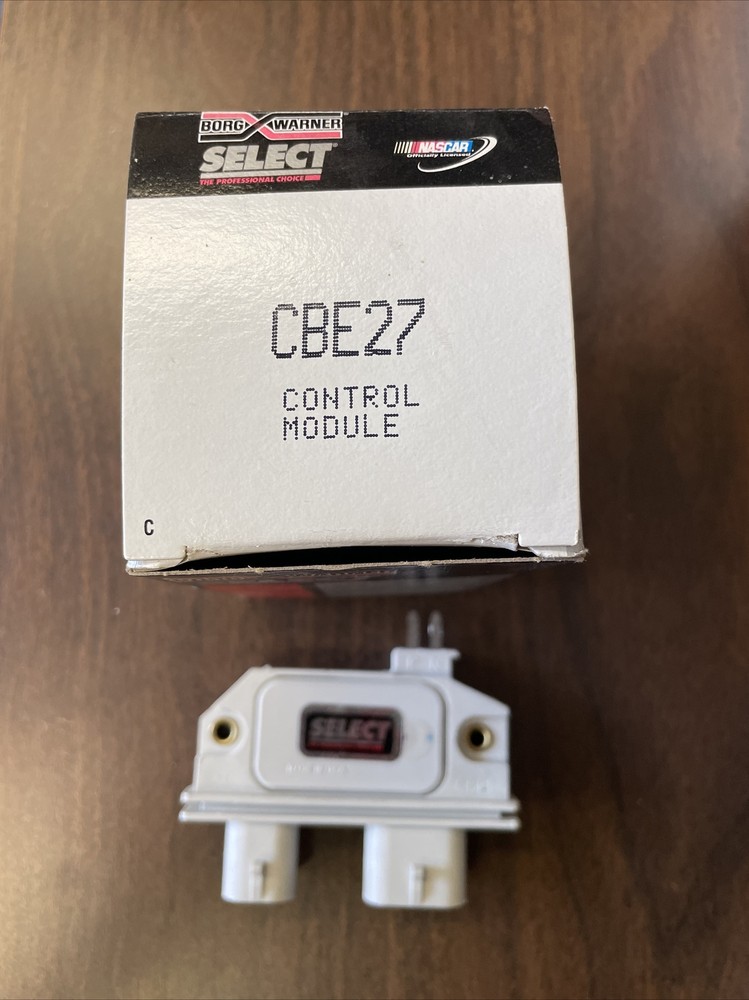 BORG WARNER
SELECT
THE PROFESSIONAL CHOICE
NASCAR
Officially Licensed
CBE27
CONTROL
MODULE
C
SELECT